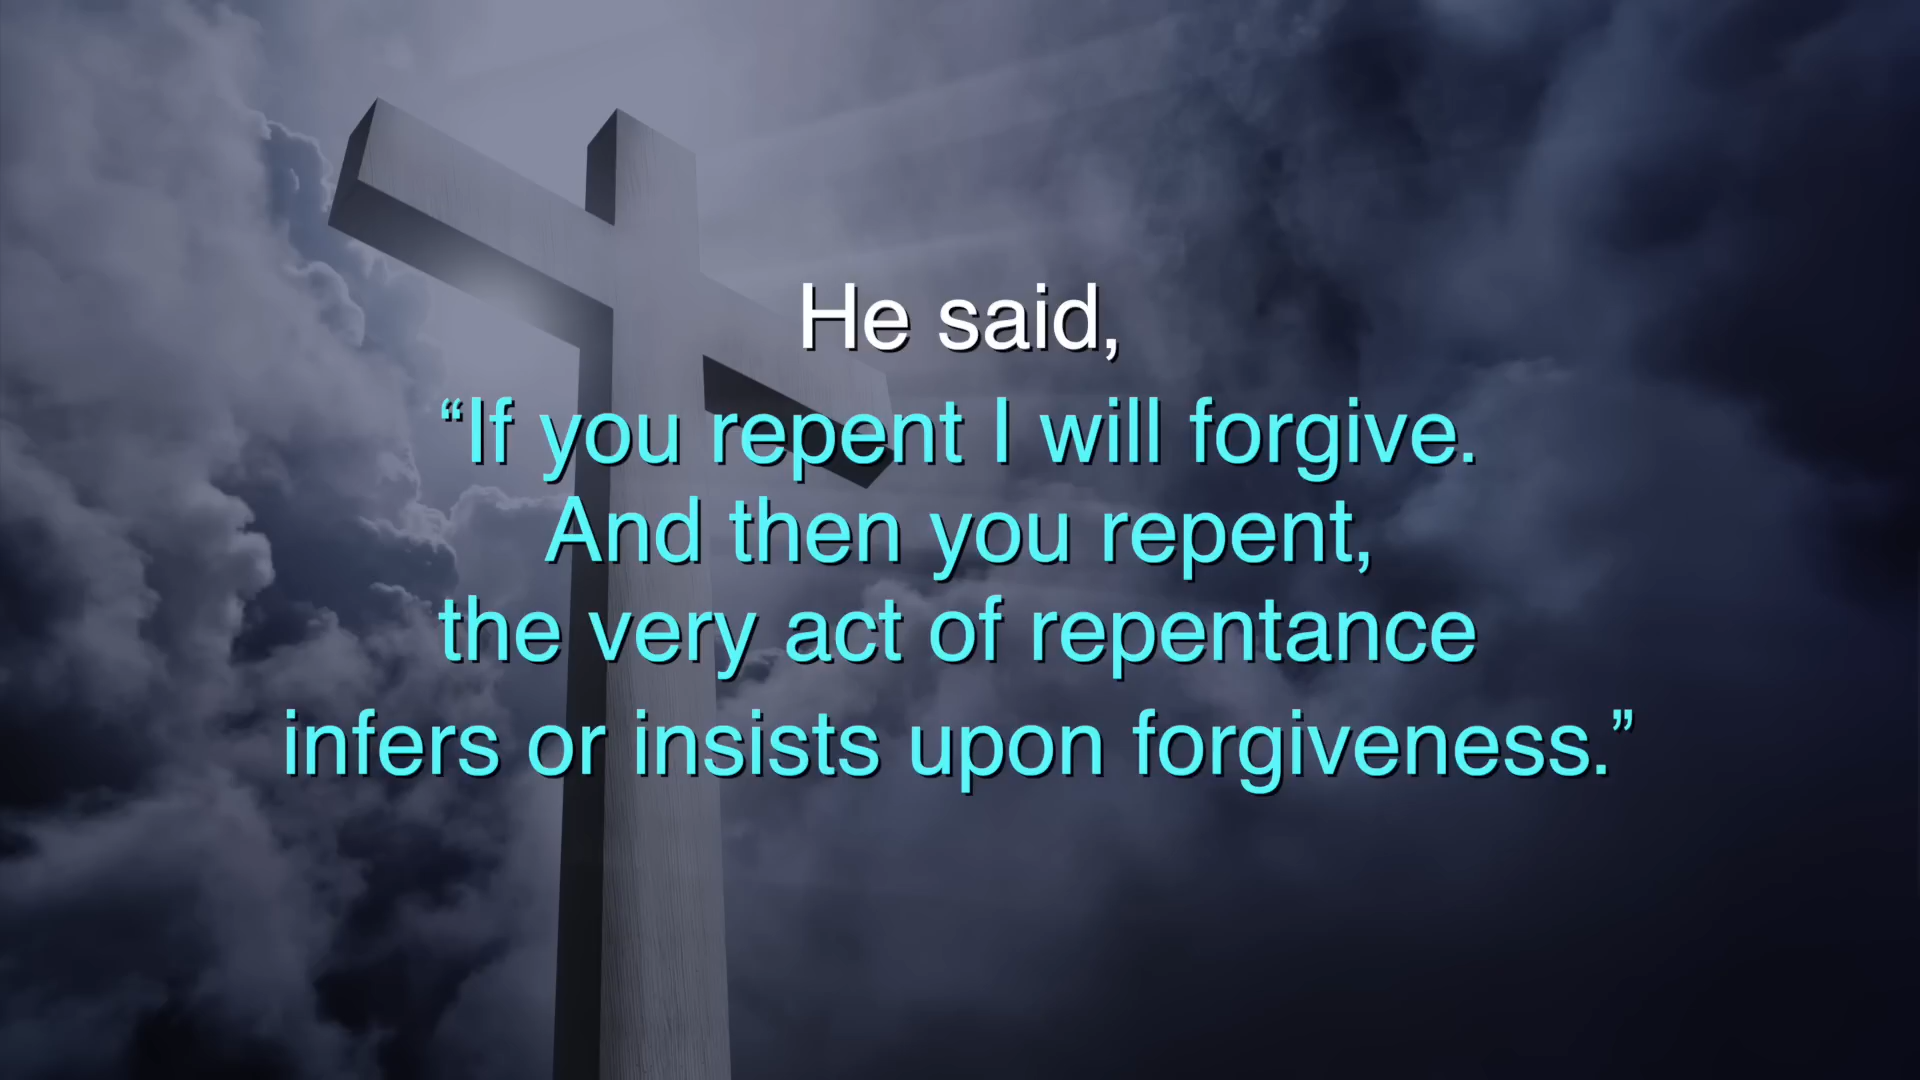 He said,
“If you repent I will forgive.
And then you repent,
the very act of repentance
infers or insists upon forgiveness.”